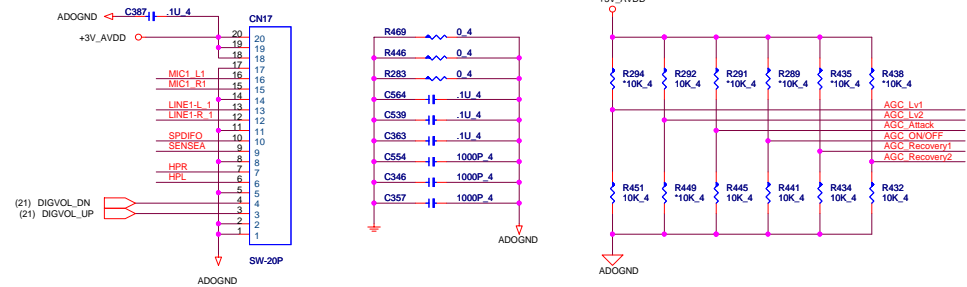 ADOGND C387 .1U_4 CN17
+3V_AVDD
20 20
19 19
18 18
17 17
MIC1_L1 16 16
MIC1_R1 15 15
14 14
LINE1-L_1 13 13
LINE1-R_1 12 12
11 11
SPDIFO 10 10
SENSEA 9 9
8 8
HPR 7 7
HPL 6 6
5 5
(21) DIGVOL_DN 4 4
(21) DIGVOL_UP 3 3
2 2
1 1
SW-20P
ADOGND
R469 0_4
R446 0_4
R283 0_4
C564 .1U_4
C539 .1U_4
C363 .1U_4
C554 1000P_4
C346 1000P_4
C357 1000P_4
ADOGND
+3V_AVDD
R294 R292 R291 R289 R435 R438
*10K_4 *10K_4 *10K_4 *10K_4 *10K_4 *10K_4
AGC_Lv1
AGC_Lv2
AGC_Attack
AGC_ON/OFF
AGC_Recovery1
AGC_Recovery2
R451 R449 R445 R441 R434 R432
10K_4 *10K_4 10K_4 10K_4 10K_4 10K_4
ADOGND